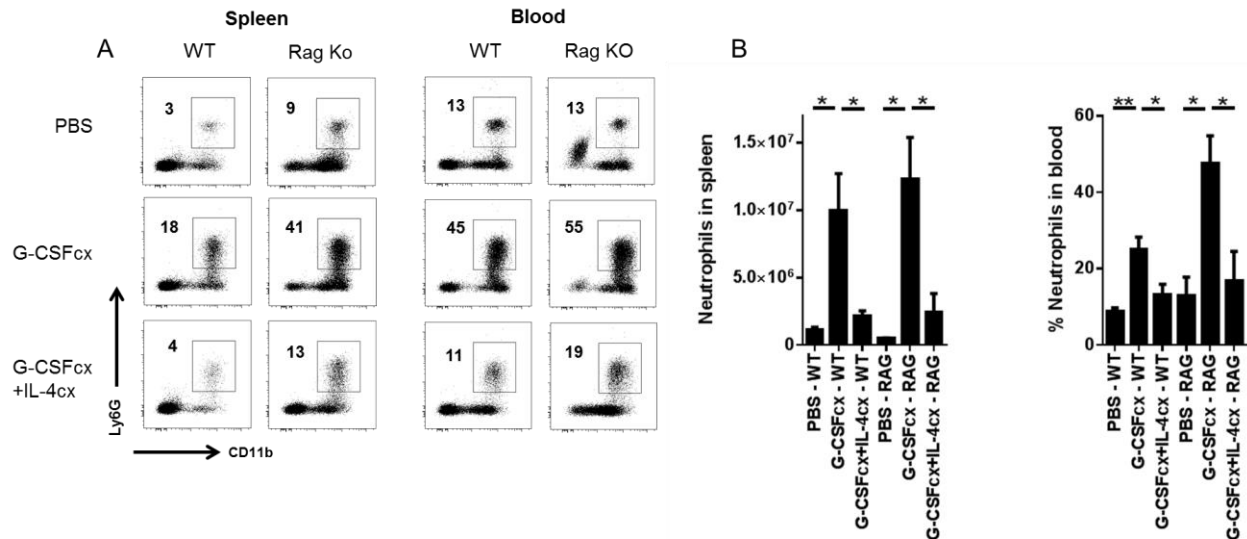 Spleen
Blood
A
WT
Rag Ko
WT
Rag KO
B
PBS
3
9
13
13
G-CSFcx
18
41
45
55
G-CSFcx
+IL-4cx
4
13
11
19
Ly6G
CD11b
* * * *
Neutrophils in spleen
1.5×10⁷
1.0×10⁷
5.0×10⁶
0
PBS - WT
G-CSFcx - WT
G-CSFcx+IL-4cx - WT
PBS - RAG
G-CSFcx - RAG
G-CSFcx+IL-4cx - RAG
** * * *
% Neutrophils in blood
60
40
20
0
PBS - WT
G-CSFcx - WT
G-CSFcx+IL-4cx - WT
PBS - RAG
G-CSFcx - RAG
G-CSFcx+IL-4cx - RAG